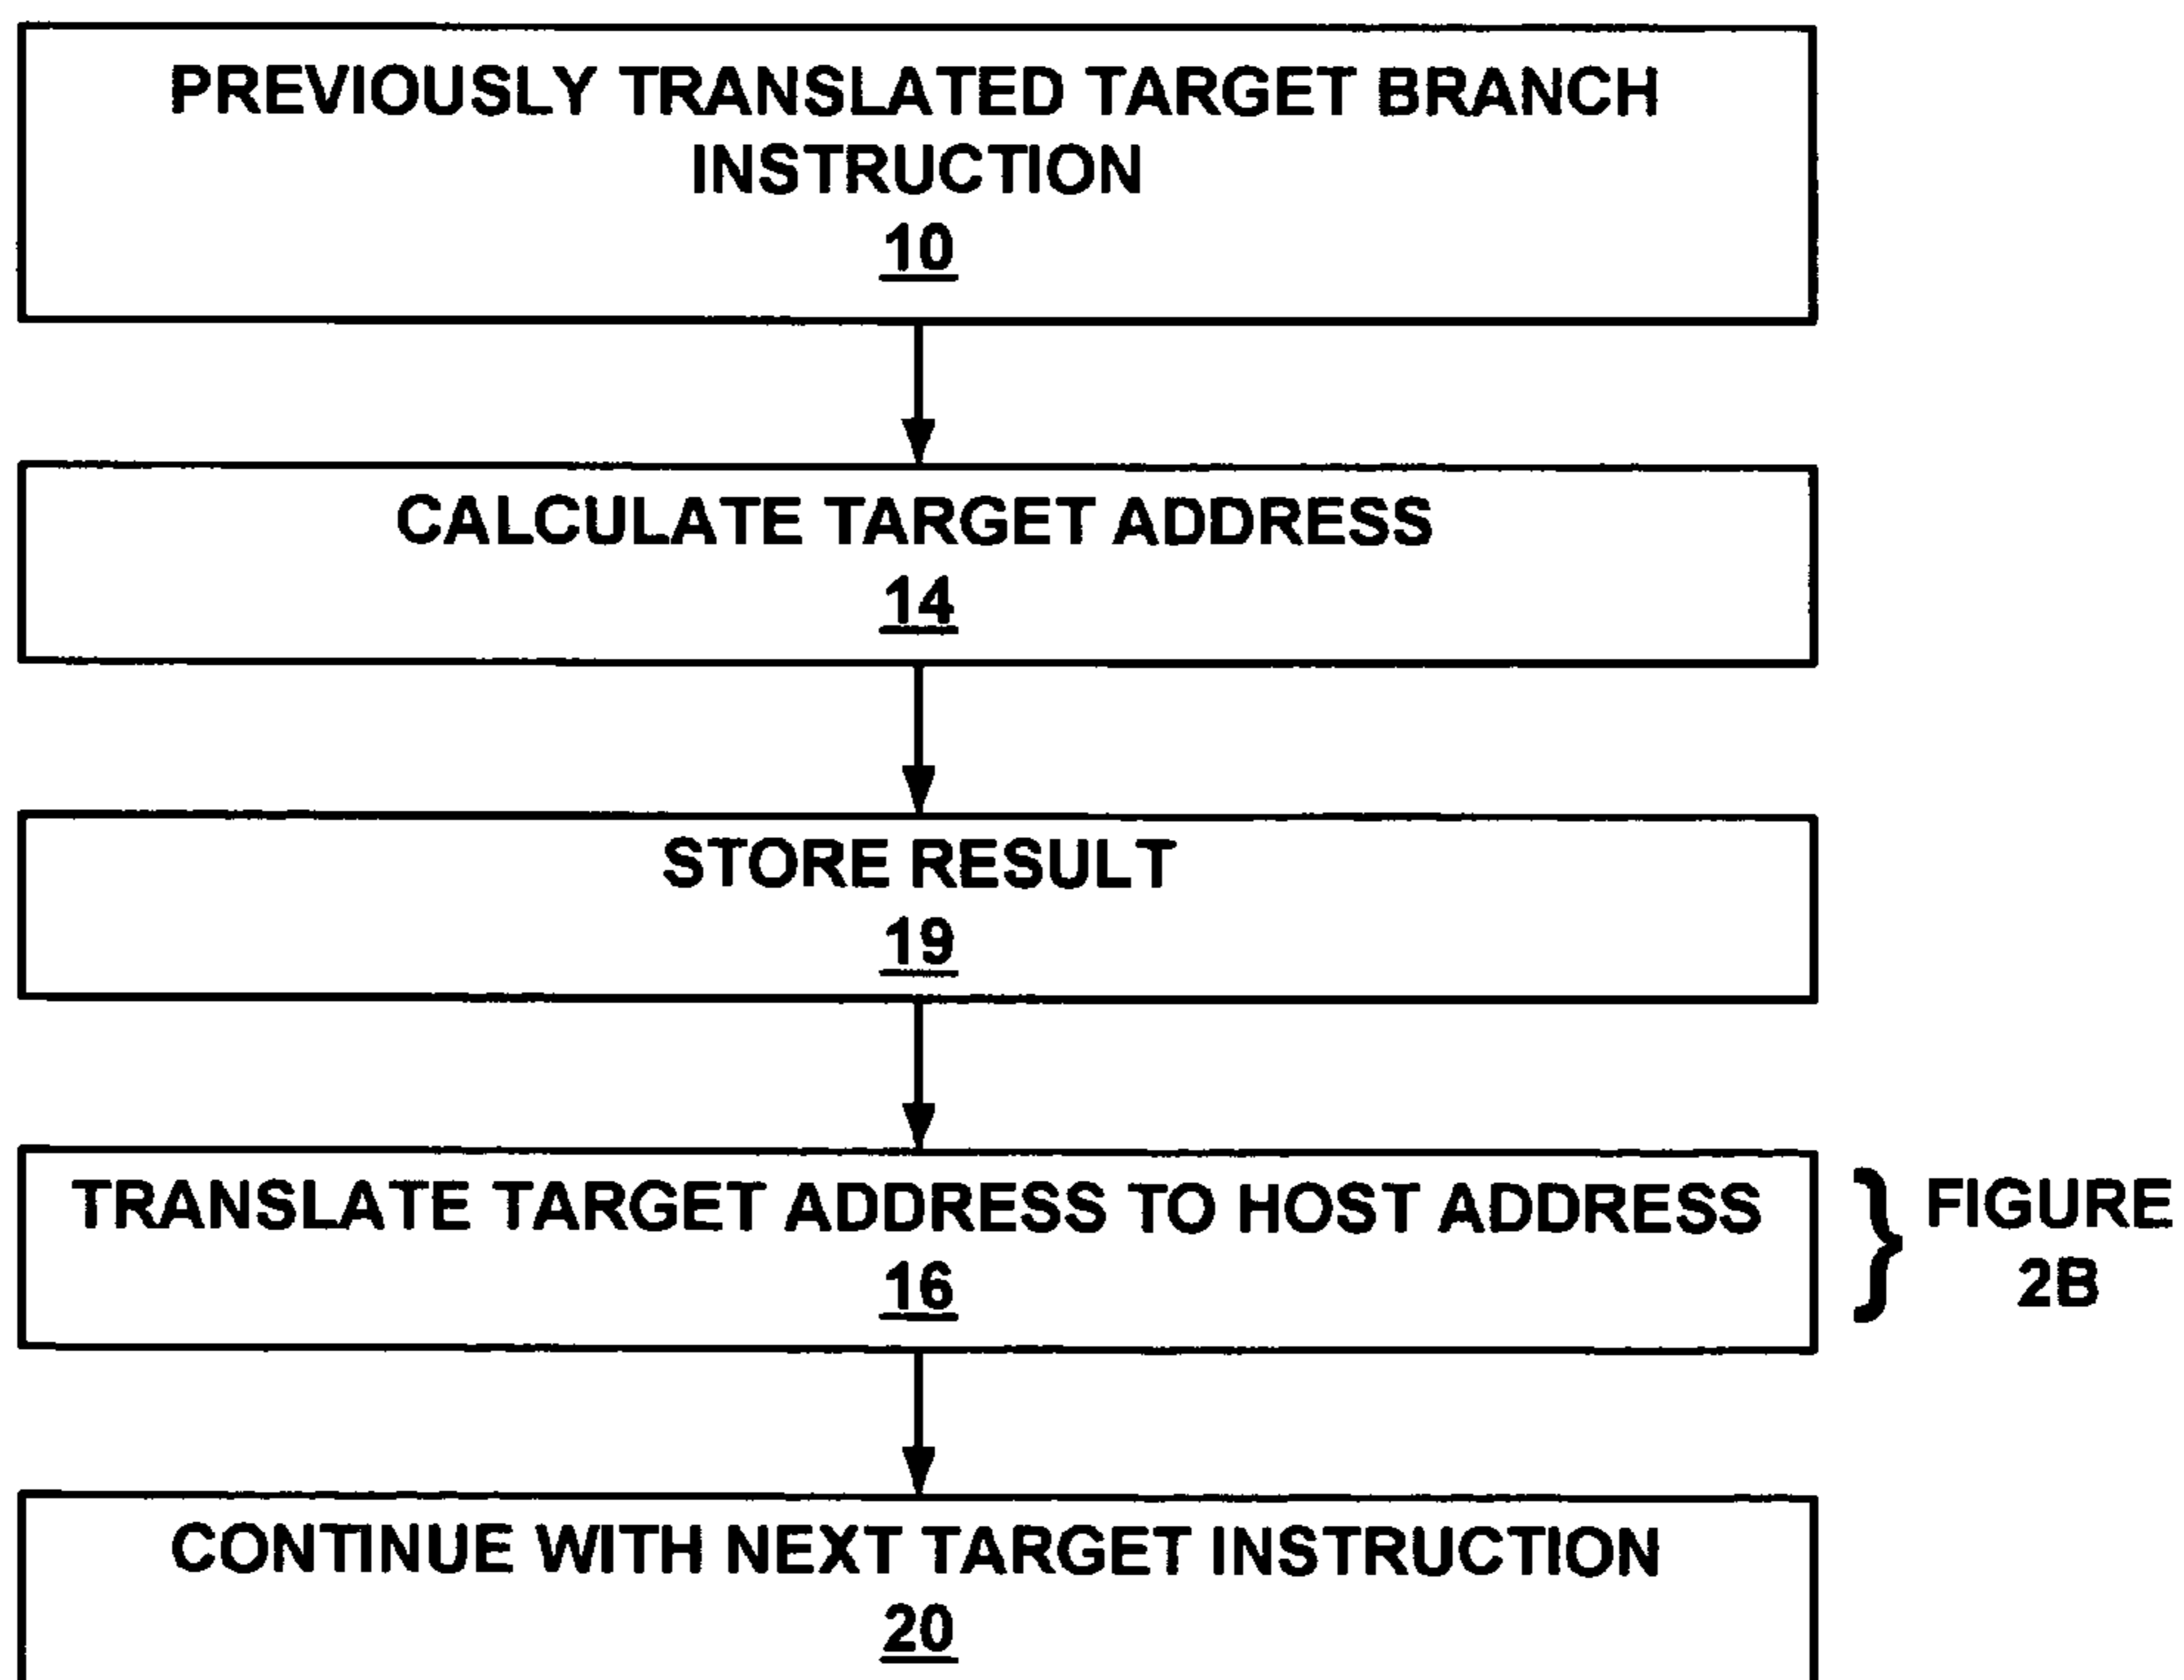 PREVIOUSLY TRANSLATED TARGET BRANCH
INSTRUCTION
10
CALCULATE TARGET ADDRESS
14
STORE RESULT
19
TRANSLATE TARGET ADDRESS TO HOST ADDRESS
16
FIGURE
2B
CONTINUE WITH NEXT TARGET INSTRUCTION
20